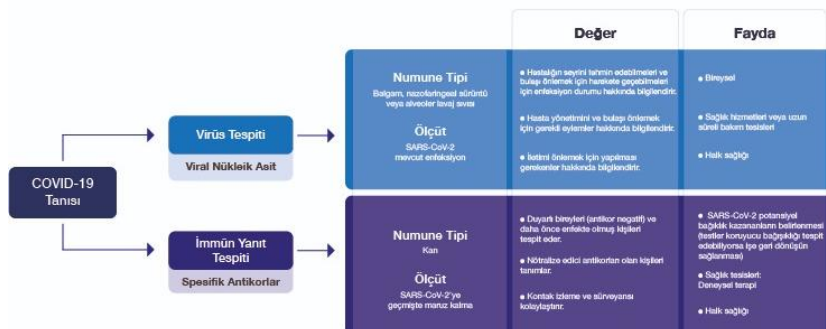 Değer
Fayda
COVID-19
Tanısı
Virüs Tespiti
Viral Nükleik Asit
Numune Tipi
Balgam, nazofaringeal sürüntü
veya alveoler lavaj sıvısı
Ölçüt
SARS-CoV-2
mevcut enfeksiyon
● Hastalığın seyrini tahmin edebilmeleri ve
bulaşı önlemek için harekete geçebilmeleri
için enfeksiyon durumu hakkında bilgilendirir.
● Hasta yönetimini ve bulaşı önlemek
için gerekli eylemler hakkında bilgilendirir.
● İletimi önlemek için yapılması
gerekenler hakkında bilgilendirir.
● Bireysel
● Sağlık hizmetleri veya uzun
süreli bakım tesisleri
● Halk sağlığı
İmmün Yanıt
Tespiti
Spesifik Antikorlar
Numune Tipi
Kan
Ölçüt
SARS-CoV-2'ye
geçmişte maruz kalma
● Duyarlı bireyleri (antikor negatif) ve
daha önce enfekte olmuş kişileri
tespit eder.
● Nötralize edici antikorları olan kişileri
tanımlar.
● Kontak izleme ve sürveyansı
kolaylaştırır.
● SARS-CoV-2 potansiyel
bağıklık kazananların belirlenmesi
(testler koruyucu bağışıklığı tespit
edebiliyorsa işe geri dönüşün
sağlanması)
● Sağlık tesisleri:
Deneysel terapi
● Halk sağlığı